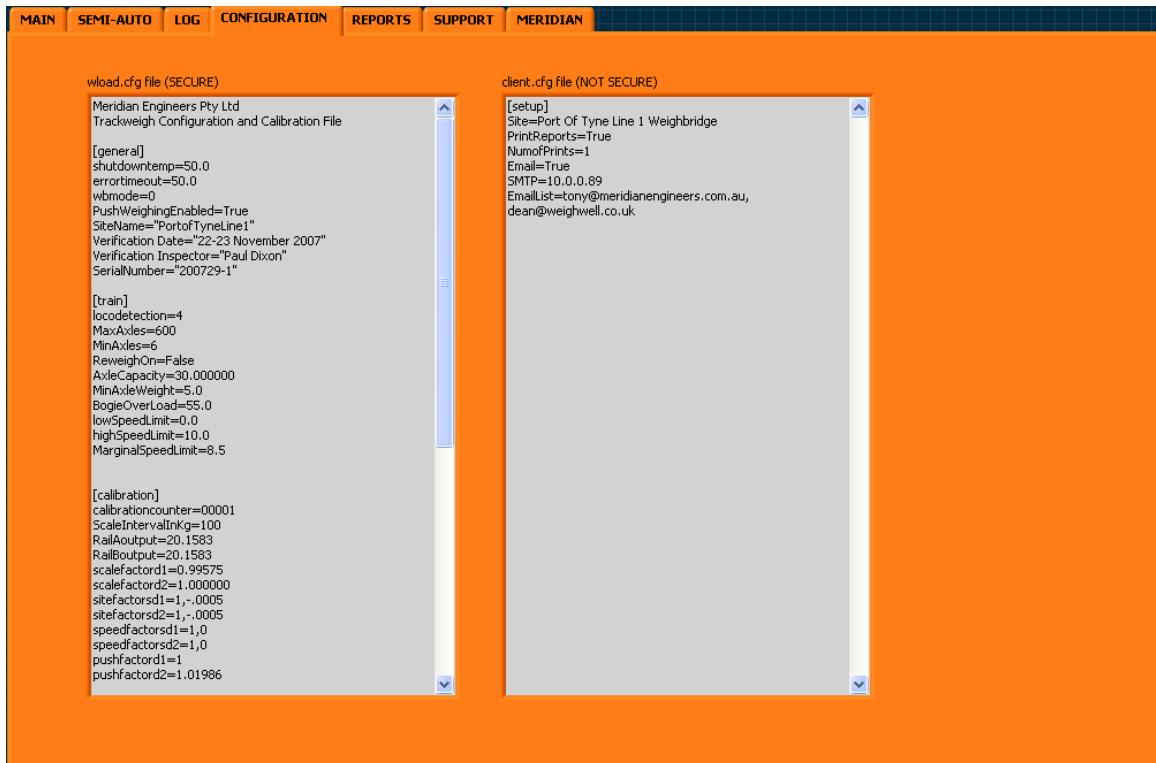 MAIN
SEMI-AUTO
LOG
CONFIGURATION
REPORTS
SUPPORT
MERIDIAN
wload.cfg file (SECURE)
Meridian Engineers Pty Ltd
Trackweigh Configuration and Calibration File
[general]
shutdowntemp=50.0
errortimeout=50.0
wbmode=0
PushWeighingEnabled=True
SiteName="PortofTyneLine1"
Verification Date="22-23 November 2007"
Verification Inspector="Paul Dixon"
SerialNumber="200729-1"
[train]
locodetection=4
MaxAxles=600
MinAxles=6
ReweighOn=False
AxleCapacity=30.000000
MinAxleWeight=5.0
BogieOverLoad=55.0
lowSpeedLimit=0.0
highSpeedLimit=10.0
MarginalSpeedLimit=8.5
[calibration]
calibrationcounter=00001
ScaleIntervalInKg=100
RailAoutput=20.1583
RailBoutput=20.1583
scalefactord1=0.99575
scalefactord2=1.000000
sitefactorsd1=1,-.0005
sitefactorsd2=1,-.0005
speedfactorsd1=1,0
speedfactorsd2=1,0
pushfactord1=1
pushfactord2=1.01986
client.cfg file (NOT SECURE)
[setup]
Site=Port Of Tyne Line 1 Weighbridge
PrintReports=True
NumofPrints=1
Email=True
SMTP=10.0.0.89
EmailList=tony@meridianengineers.com.au,
dean@weighwell.co.uk